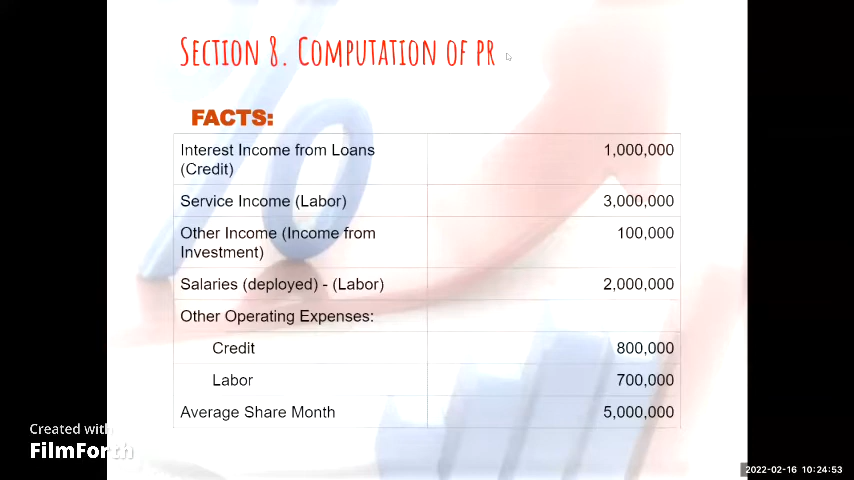 Section 8. Computation of PR
FACTS:
Interest Income from Loans
(Credit)
1,000,000
Service Income (Labor)
3,000,000
Other Income (Income from
Investment)
100,000
Salaries (deployed) - (Labor)
2,000,000
Other Operating Expenses:
Credit
800,000
Labor
700,000
Average Share Month
5,000,000
Created with
FilmForth
2022-02-16 10:24:53